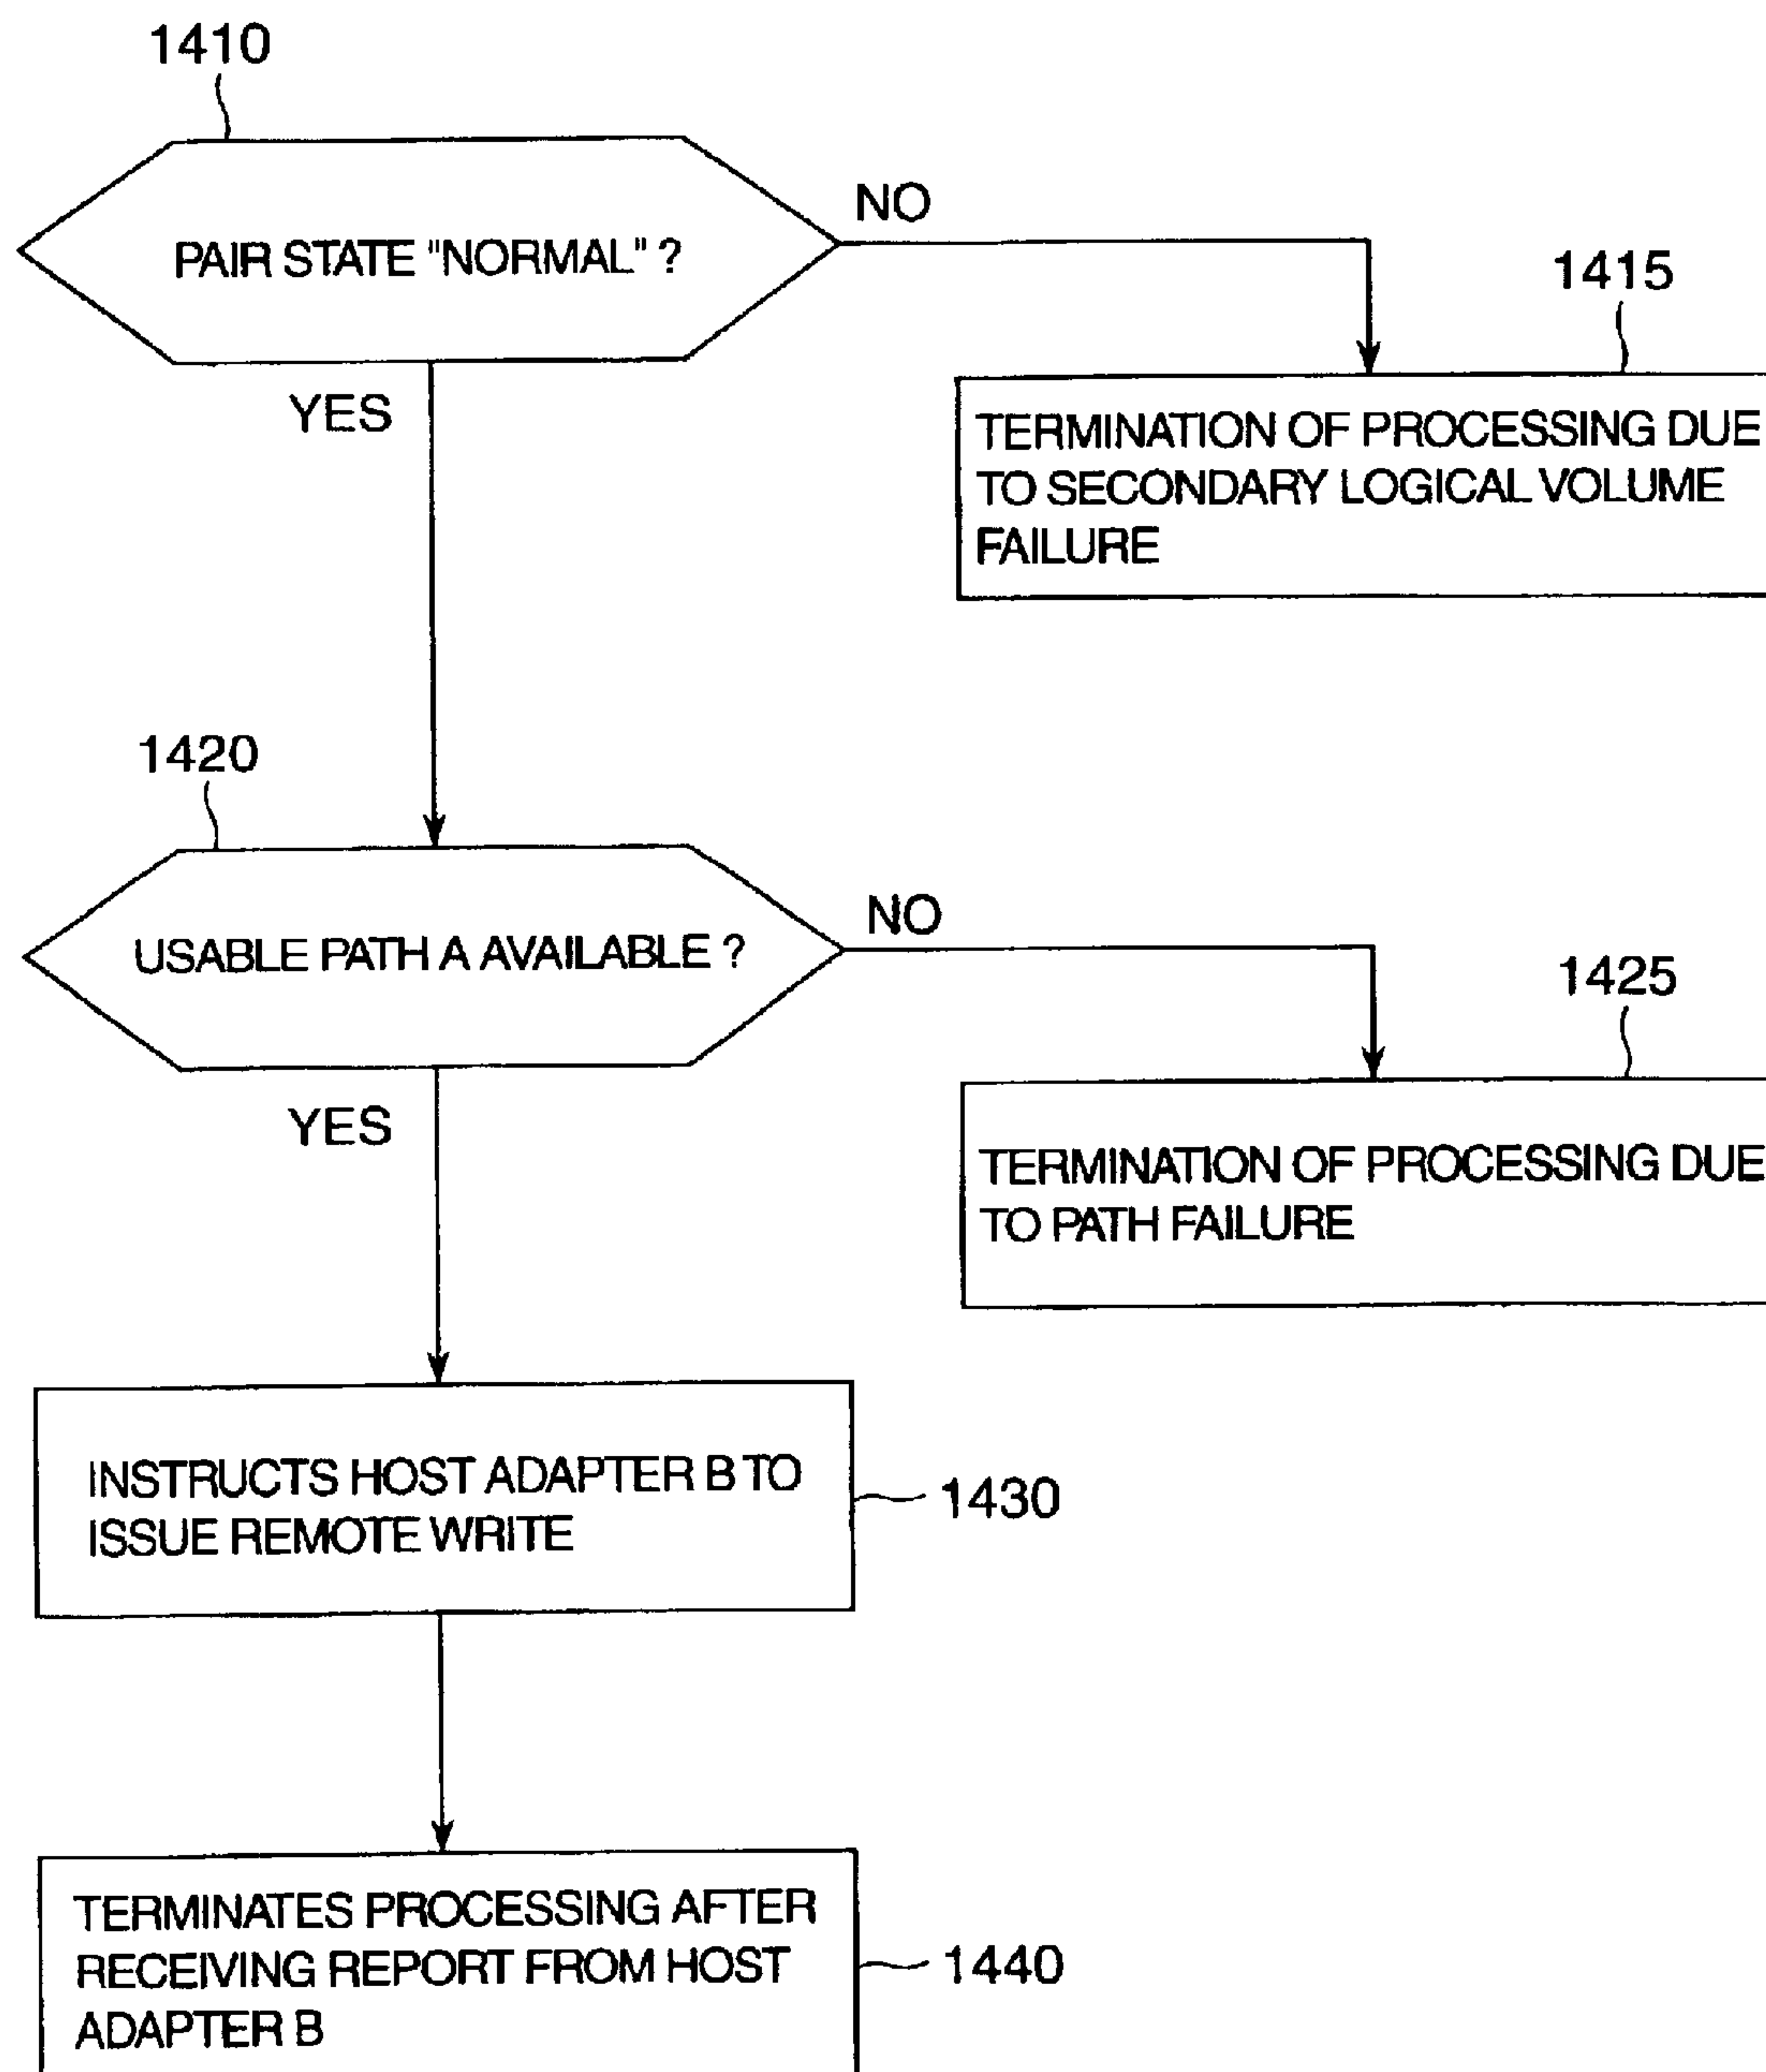 1410
PAIR STATE "NORMAL" ?
NO
YES
1415
TERMINATION OF PROCESSING DUE
TO SECONDARY LOGICAL VOLUME
FAILURE
1420
USABLE PATH A AVAILABLE ?
NO
YES
1425
TERMINATION OF PROCESSING DUE
TO PATH FAILURE
INSTRUCTS HOST ADAPTER B TO
ISSUE REMOTE WRITE
1430
TERMINATES PROCESSING AFTER
RECEIVING REPORT FROM HOST
ADAPTER B
1440